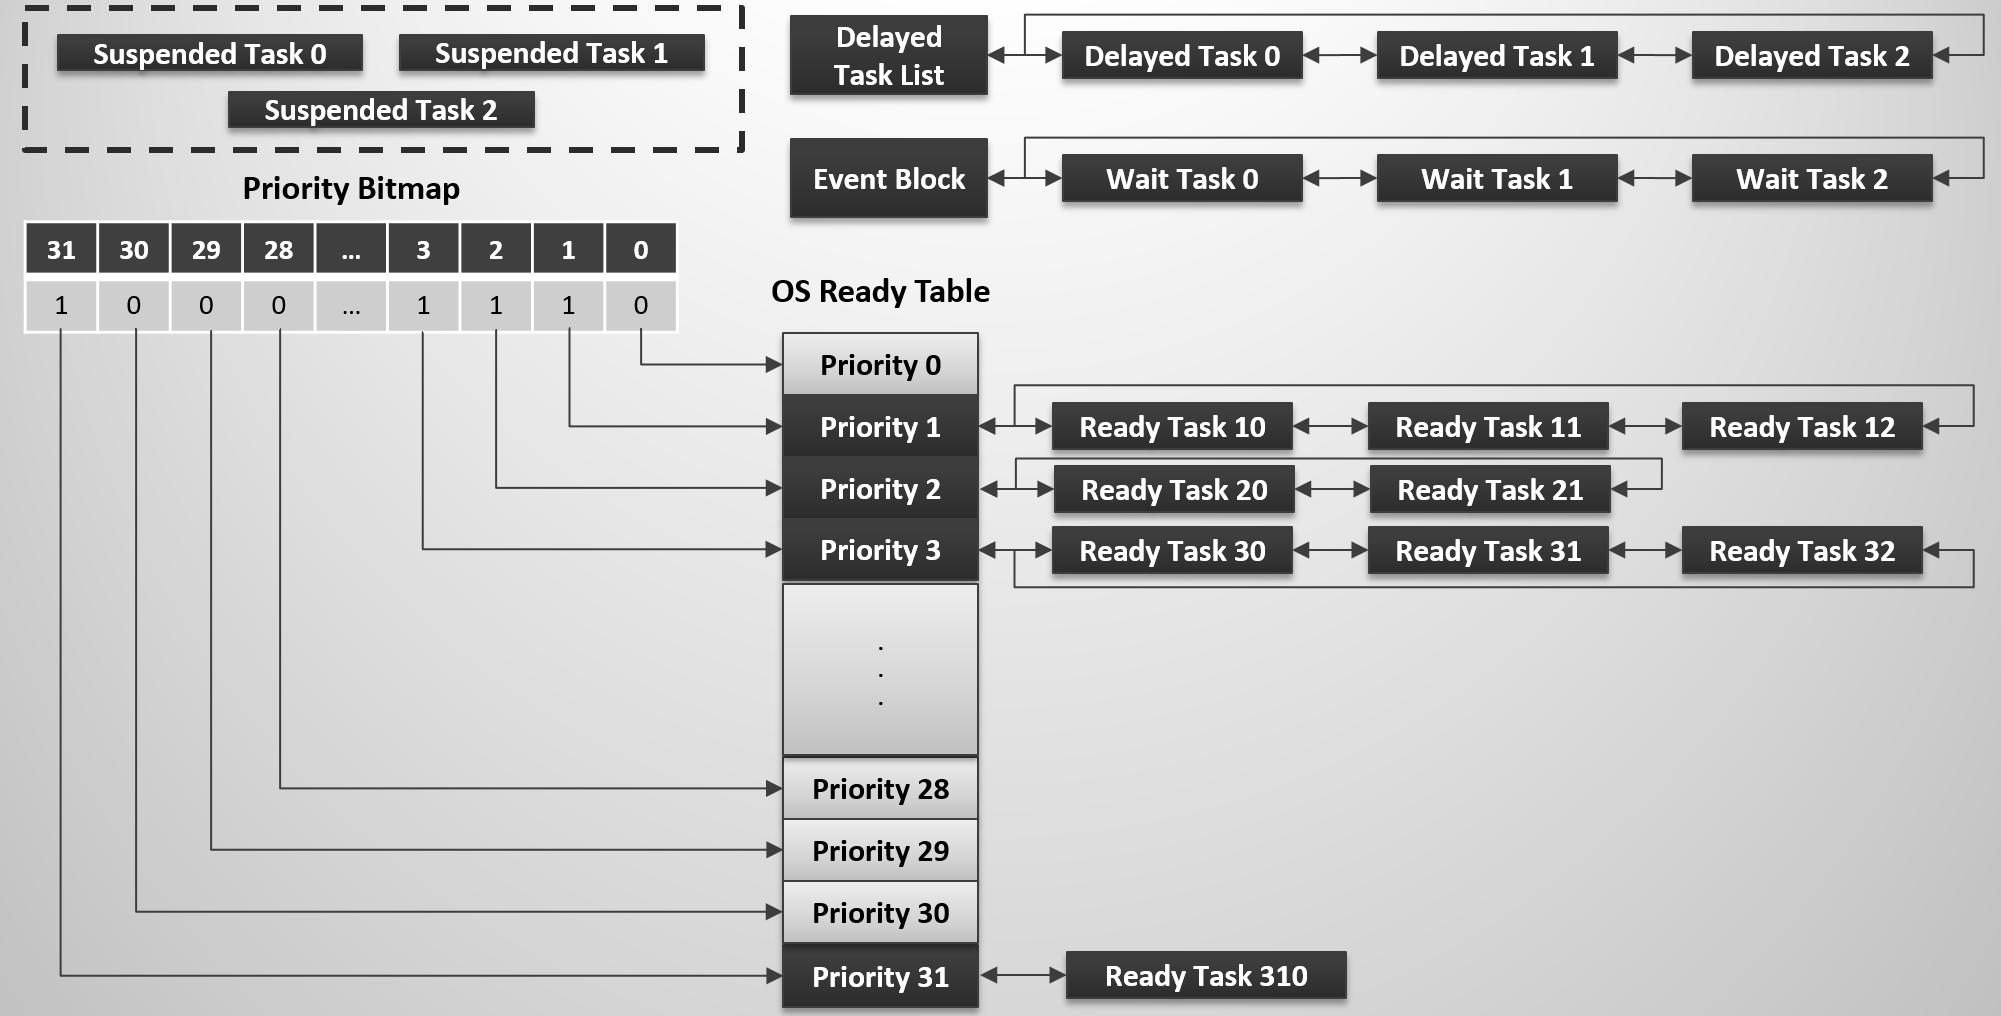 Suspended Task 0
Suspended Task 1
Suspended Task 2
Delayed
Task List
Delayed Task 0
Delayed Task 1
Delayed Task 2
Event Block
Wait Task 0
Wait Task 1
Wait Task 2
Priority Bitmap
31 30 29 28 ... 3 2 1 0
1 0 0 0 ... 1 1 1 0
OS Ready Table
Priority 0
Priority 1
Ready Task 10
Ready Task 11
Ready Task 12
Priority 2
Ready Task 20
Ready Task 21
Priority 3
Ready Task 30
Ready Task 31
Ready Task 32
.
.
.
Priority 28
Priority 29
Priority 30
Priority 31
Ready Task 310